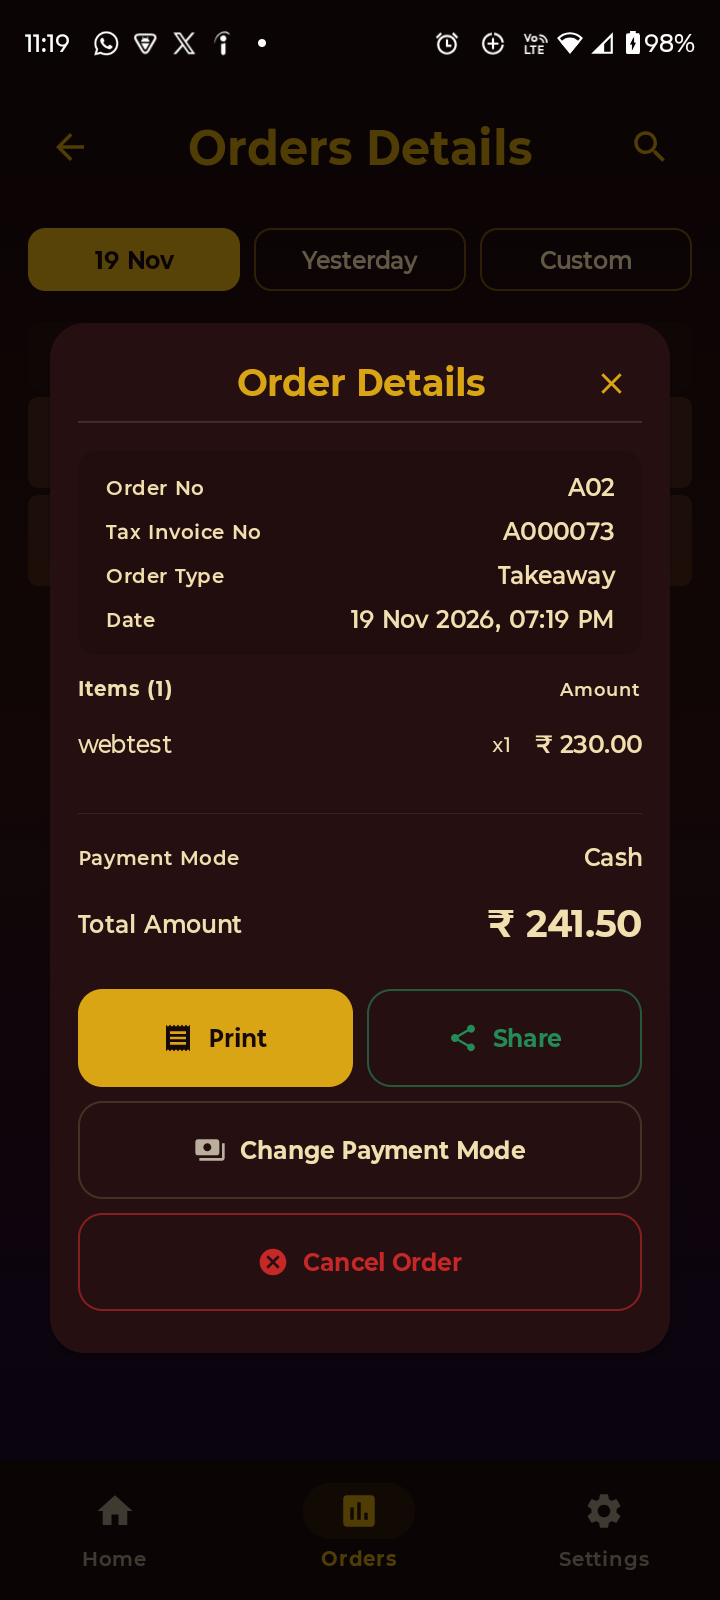 11:19
Vo LTE 98%
Orders Details
19 Nov Yesterday Custom
Order Details
Order No A02
Tax Invoice No A000073
Order Type Takeaway
Date 19 Nov 2026, 07:19 PM
Items (1) Amount
webtest x1 ₹ 230.00
Payment Mode Cash
Total Amount ₹ 241.50
Print Share
Change Payment Mode
Cancel Order
Home Orders Settings